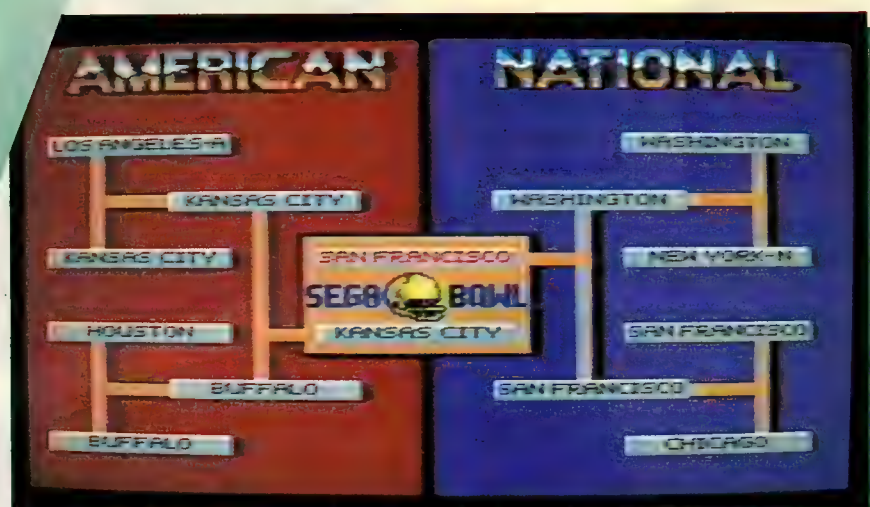 AMERICAN
LOS ANGELES-A
KANSAS CITY
KANSAS CITY
HOUSTON
BUFFALO
BUFFALO
SAN FRANCISCO
SEGA BOWL
KANSAS CITY
NATIONAL
WASHINGTON
WASHINGTON
NEW YORK-N
SAN FRANCISCO
SAN FRANCISCO
CHICAGO